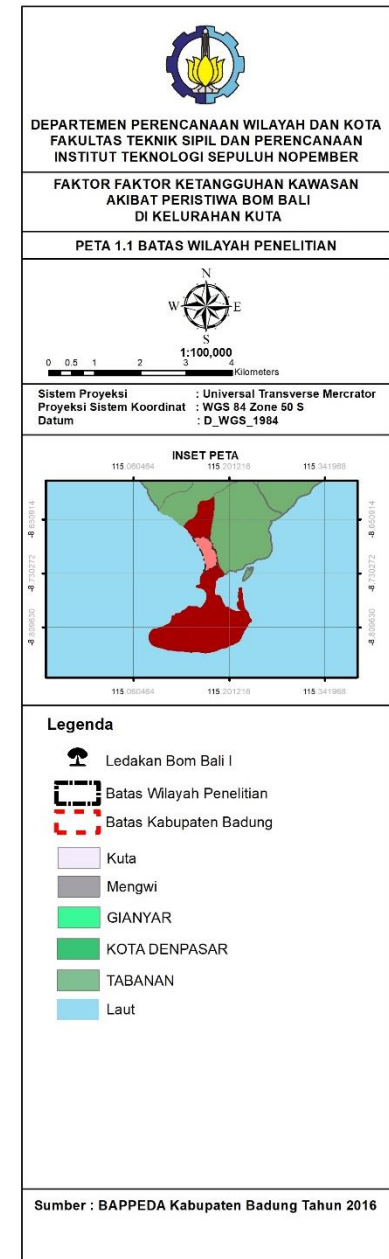 DEPARTEMEN PERENCANAAN WILAYAH DAN KOTA
FAKULTAS TEKNIK SIPIL DAN PERENCANAAN
INSTITUT TEKNOLOGI SEPULUH NOPEMBER
FAKTOR FAKTOR KETANGGUHAN KAWASAN
AKIBAT PERISTIWA BOM BALI
DI KELURAHAN KUTA
PETA 1.1 BATAS WILAYAH PENELITIAN
N
W E
S
1:100,000
0 0.5 1 2 3 4
Kilometers
Sistem Proyeksi : Universal Transverse Mercrator
Proyeksi Sistem Koordinat : WGS 84 Zone 50 S
Datum : D_WGS_1984
INSET PETA
115.060464 115.201216 115.341968
-8.650914 -8.650914
-8.730272 -8.730272
-8.809630 -8.809630
115.060464 115.201216 115.341968
Legenda
Ledakan Bom Bali I
Batas Wilayah Penelitian
Batas Kabupaten Badung
Kuta
Mengwi
GIANYAR
KOTA DENPASAR
TABANAN
Laut
Sumber : BAPPEDA Kabupaten Badung Tahun 2016